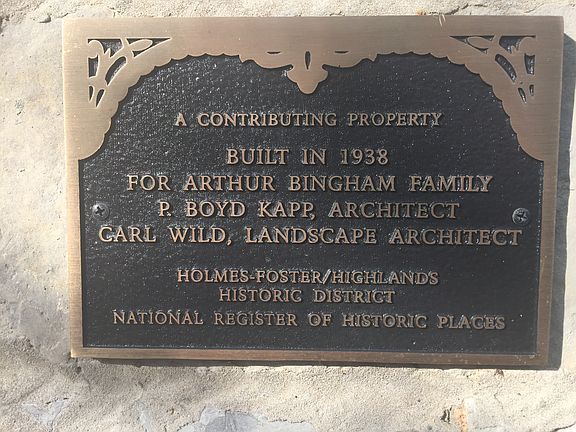 A CONTRIBUTING PROPERTY
BUILT IN 1938
FOR ARTHUR BINGHAM FAMILY
P. BOYD KAPP, ARCHITECT
CARL WILD, LANDSCAPE ARCHITECT
HOLMES-FOSTER/HIGHLANDS
HISTORIC DISTRICT
NATIONAL REGISTER OF HISTORIC PLACES